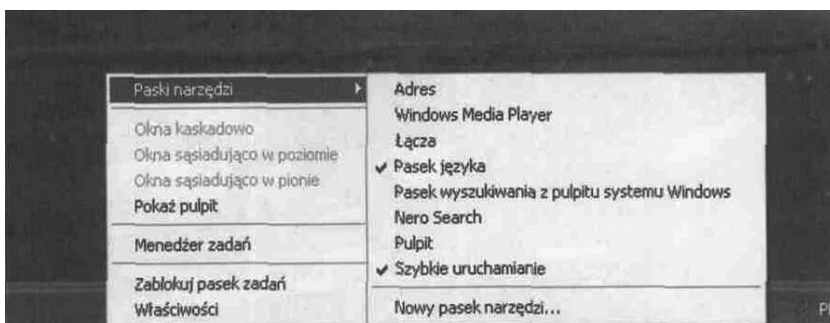 Paski narzędzi
Okna kaskadowo
Okna sąsiadująco w poziomie
Okna sąsiadująco w pionie
Pokaż pulpit
Menedżer zadań
Zablokuj pasek zadań
Właściwości
Adres
Windows Media Player
Łącza
✔ Pasek języka
Pasek wyszukiwania z pulpitu systemu Windows
Nero Search
Pulpit
✔ Szybkie uruchamianie
Nowy pasek narzędzi...